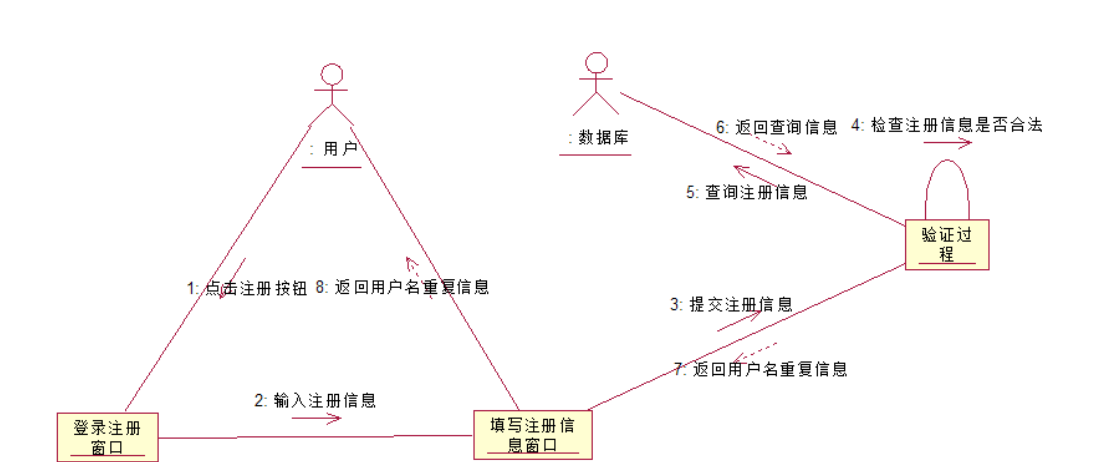 : 用户
: 数据库
6: 返回查询信息
4: 检查注册信息是否合法
5: 查询注册信息
验证过
程
1: 点击注册按钮
8: 返回用户名重复信息
3: 提交注册信息
7: 返回用户名重复信息
2: 输入注册信息
登录注册
窗口
填写注册信
息窗口